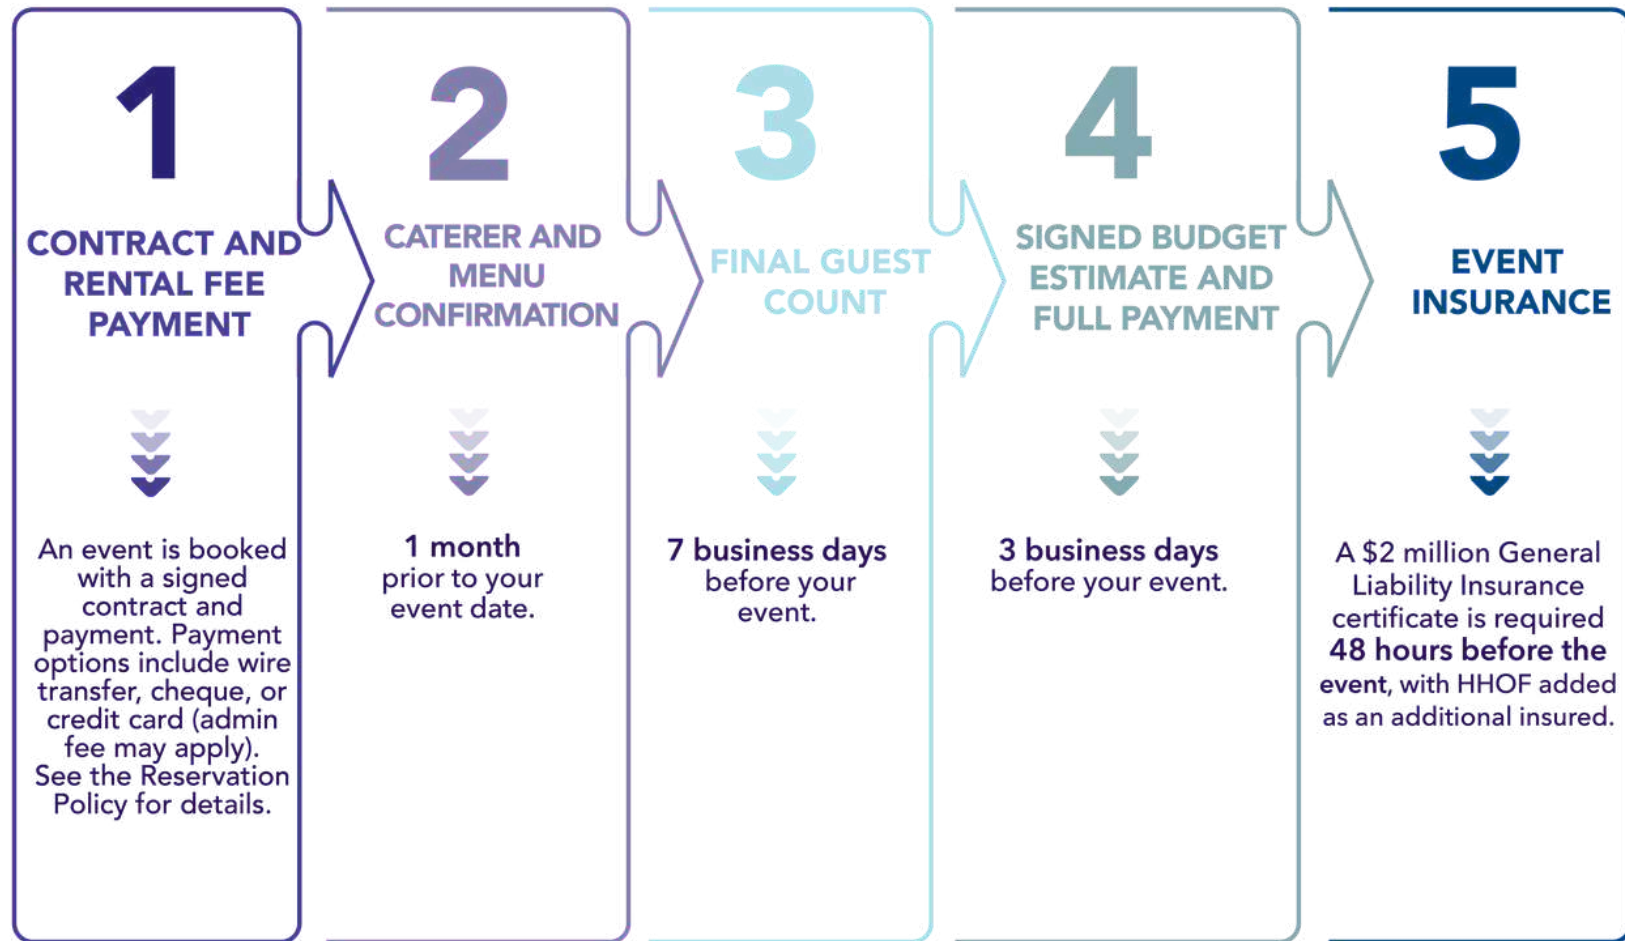 1
CONTRACT AND
RENTAL FEE
PAYMENT
An event is booked
with a signed
contract and
payment. Payment
options include wire
transfer, cheque, or
credit card (admin
fee may apply).
See the Reservation
Policy for details.
2
CATERER AND
MENU
CONFIRMATION
1 month
prior to your
event date.
3
FINAL GUEST
COUNT
7 business days
before your
event.
4
SIGNED BUDGET
ESTIMATE AND
FULL PAYMENT
3 business days
before your event.
5
EVENT
INSURANCE
A $2 million General
Liability Insurance
certificate is required
48 hours before the
event, with HHOF added
as an additional insured.